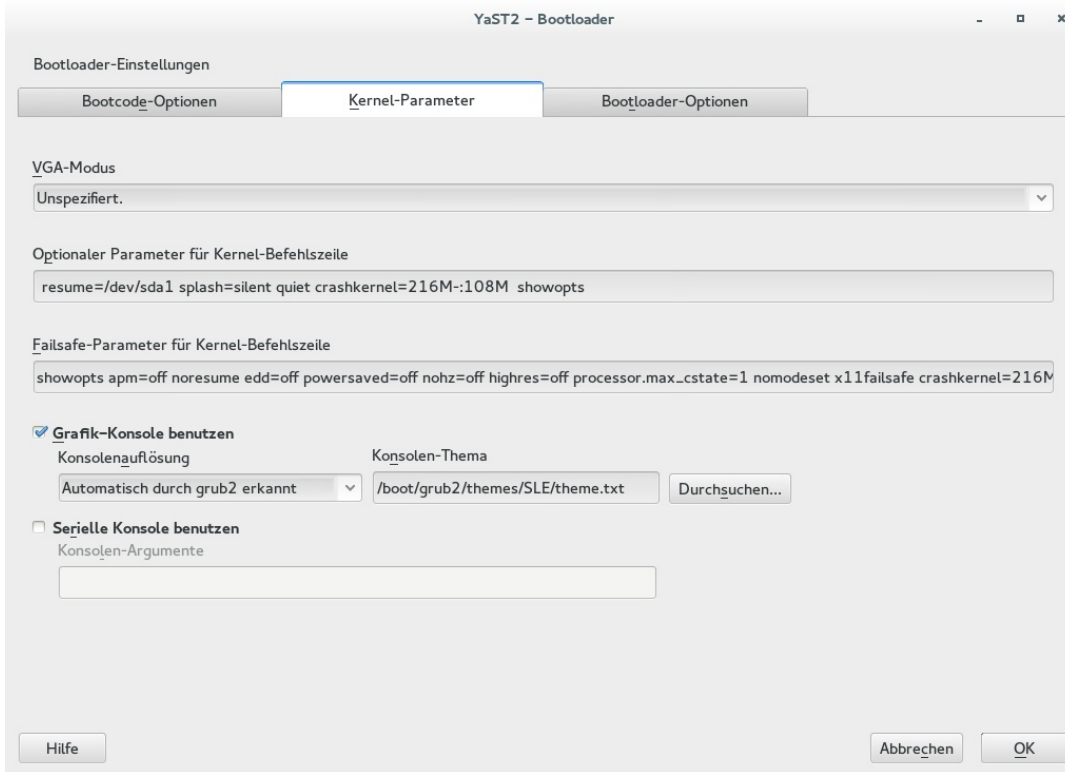 YaST2 – Bootloader
Bootloader-Einstellungen
Bootcode-Optionen
Kernel-Parameter
Bootloader-Optionen
VGA-Modus
Unspezifiert.
Optionaler Parameter für Kernel-Befehlszeile
resume=/dev/sda1 splash=silent quiet crashkernel=216M-:108M showopts
Failsafe-Parameter für Kernel-Befehlszeile
showopts apm=off noresume edd=off powersaved=off nohz=off highres=off processor.max_cstate=1 nomodeset x11failsafe crashkernel=216M
Grafik-Konsole benutzen
Konsolenauflösung
Konsolen-Thema
Automatisch durch grub2 erkannt
/boot/grub2/themes/SLE/theme.txt
Durchsuchen...
Serielle Konsole benutzen
Konsolen-Argumente
Hilfe
Abbrechen
OK